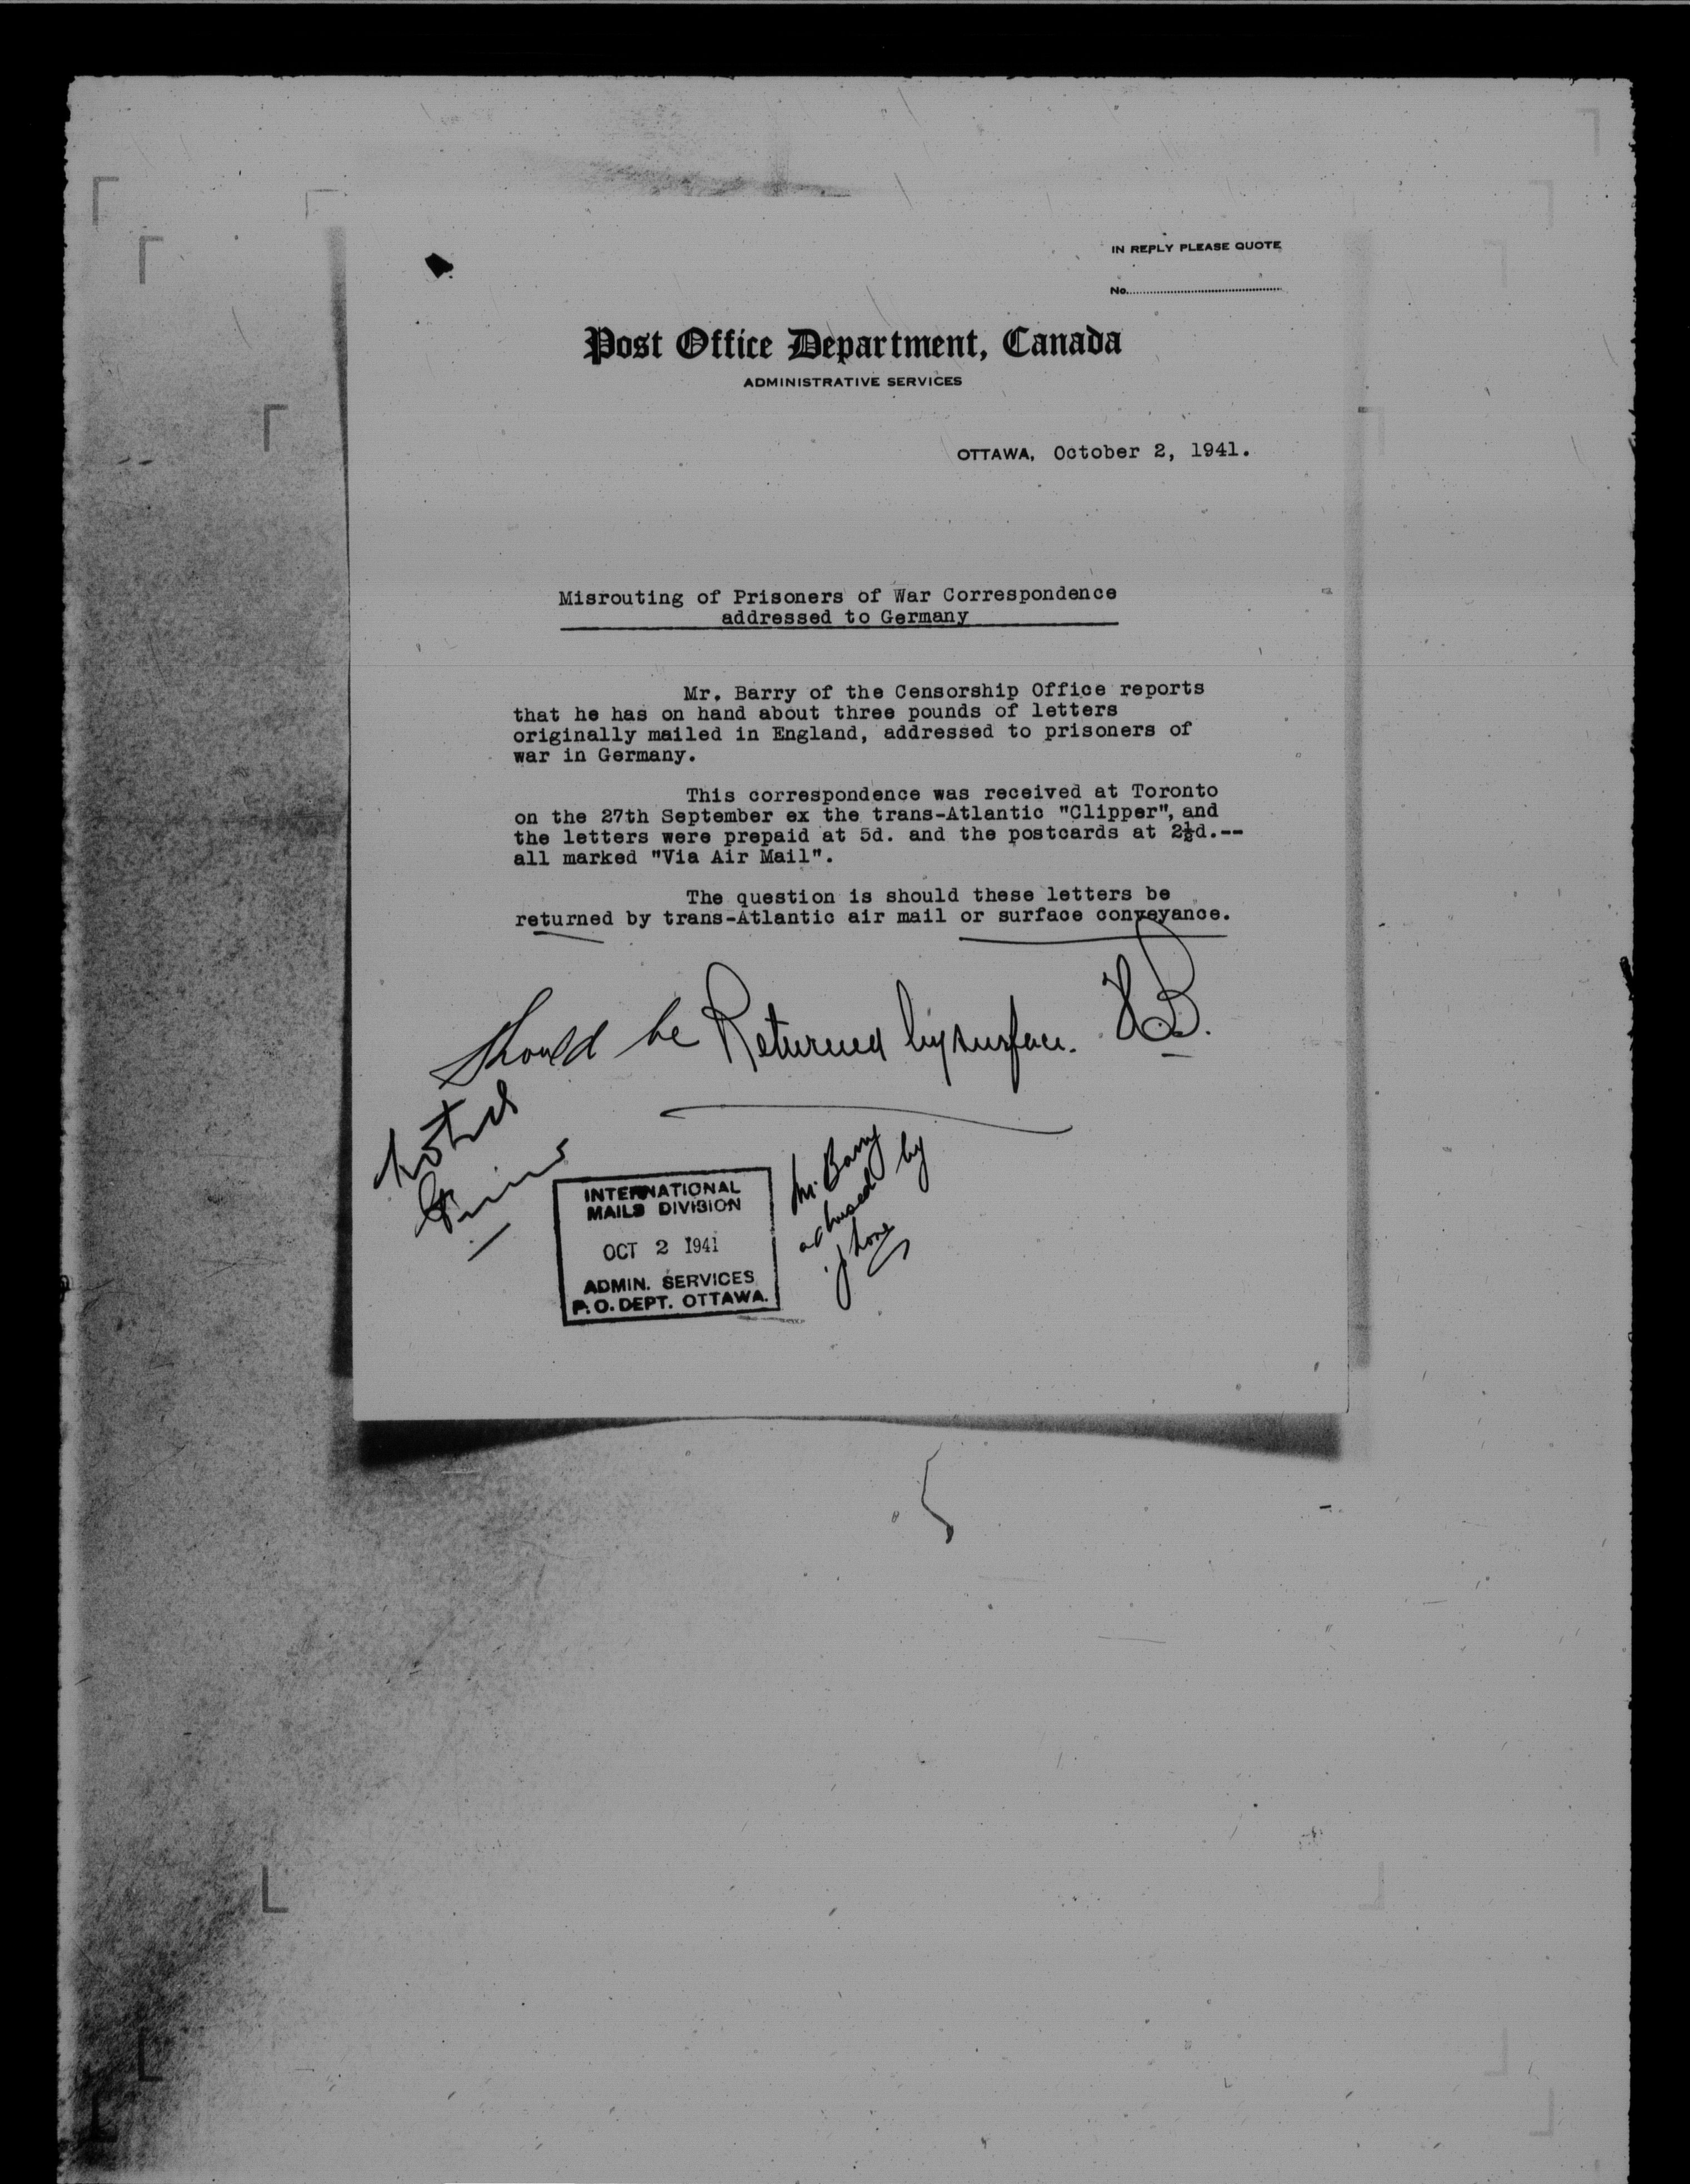 IN REPLY PLEASE QUOTE
No.
Post Office Department, Canada
ADMINISTRATIVE SERVICES
OTTAWA, October 2, 1941.
Misrouting of Prisoners of War Correspondence
addressed to Germany
Mr. Barry of the Censorship Office reports
that he has on hand about three pounds of letters
originally mailed in England, addressed to prisoners of
war in Germany.
This correspondence was received at Toronto
on the 27th September ex the trans-Atlantic "Clipper", and
the letters were prepaid at 5d. and the postcards at 2½d.--
all marked "Via Air Mail".
The question is should these letters be
returned by trans-Atlantic air mail or surface conveyance.
Should be Returned by surface.
noted
Mr. Barry
advised by
phone
INTERNATIONAL
MAILS DIVISION
OCT 2 1941
ADMIN. SERVICES
P.O. DEPT. OTTAWA.